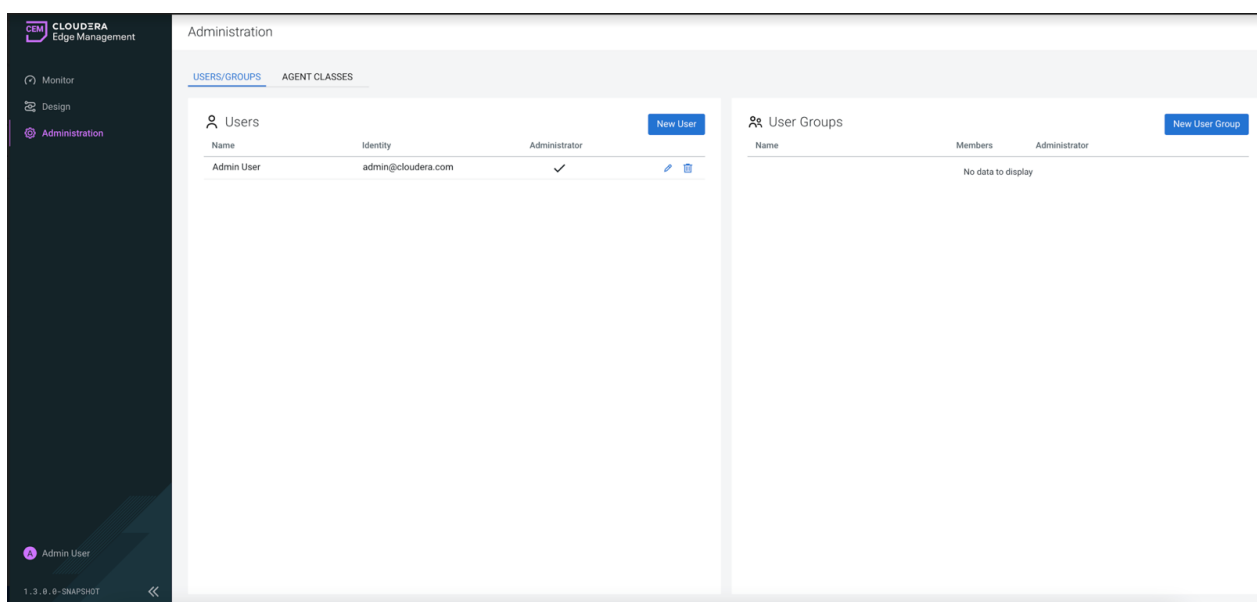 CEM CLOUDERA
Edge Management
Monitor
Design
Administration
Admin User
1.3.0.0-SNAPSHOT
Administration
USERS/GROUPS AGENT CLASSES
Users
New User
Name Identity Administrator
Admin User admin@cloudera.com
User Groups
New User Group
Name Members Administrator
No data to display
A